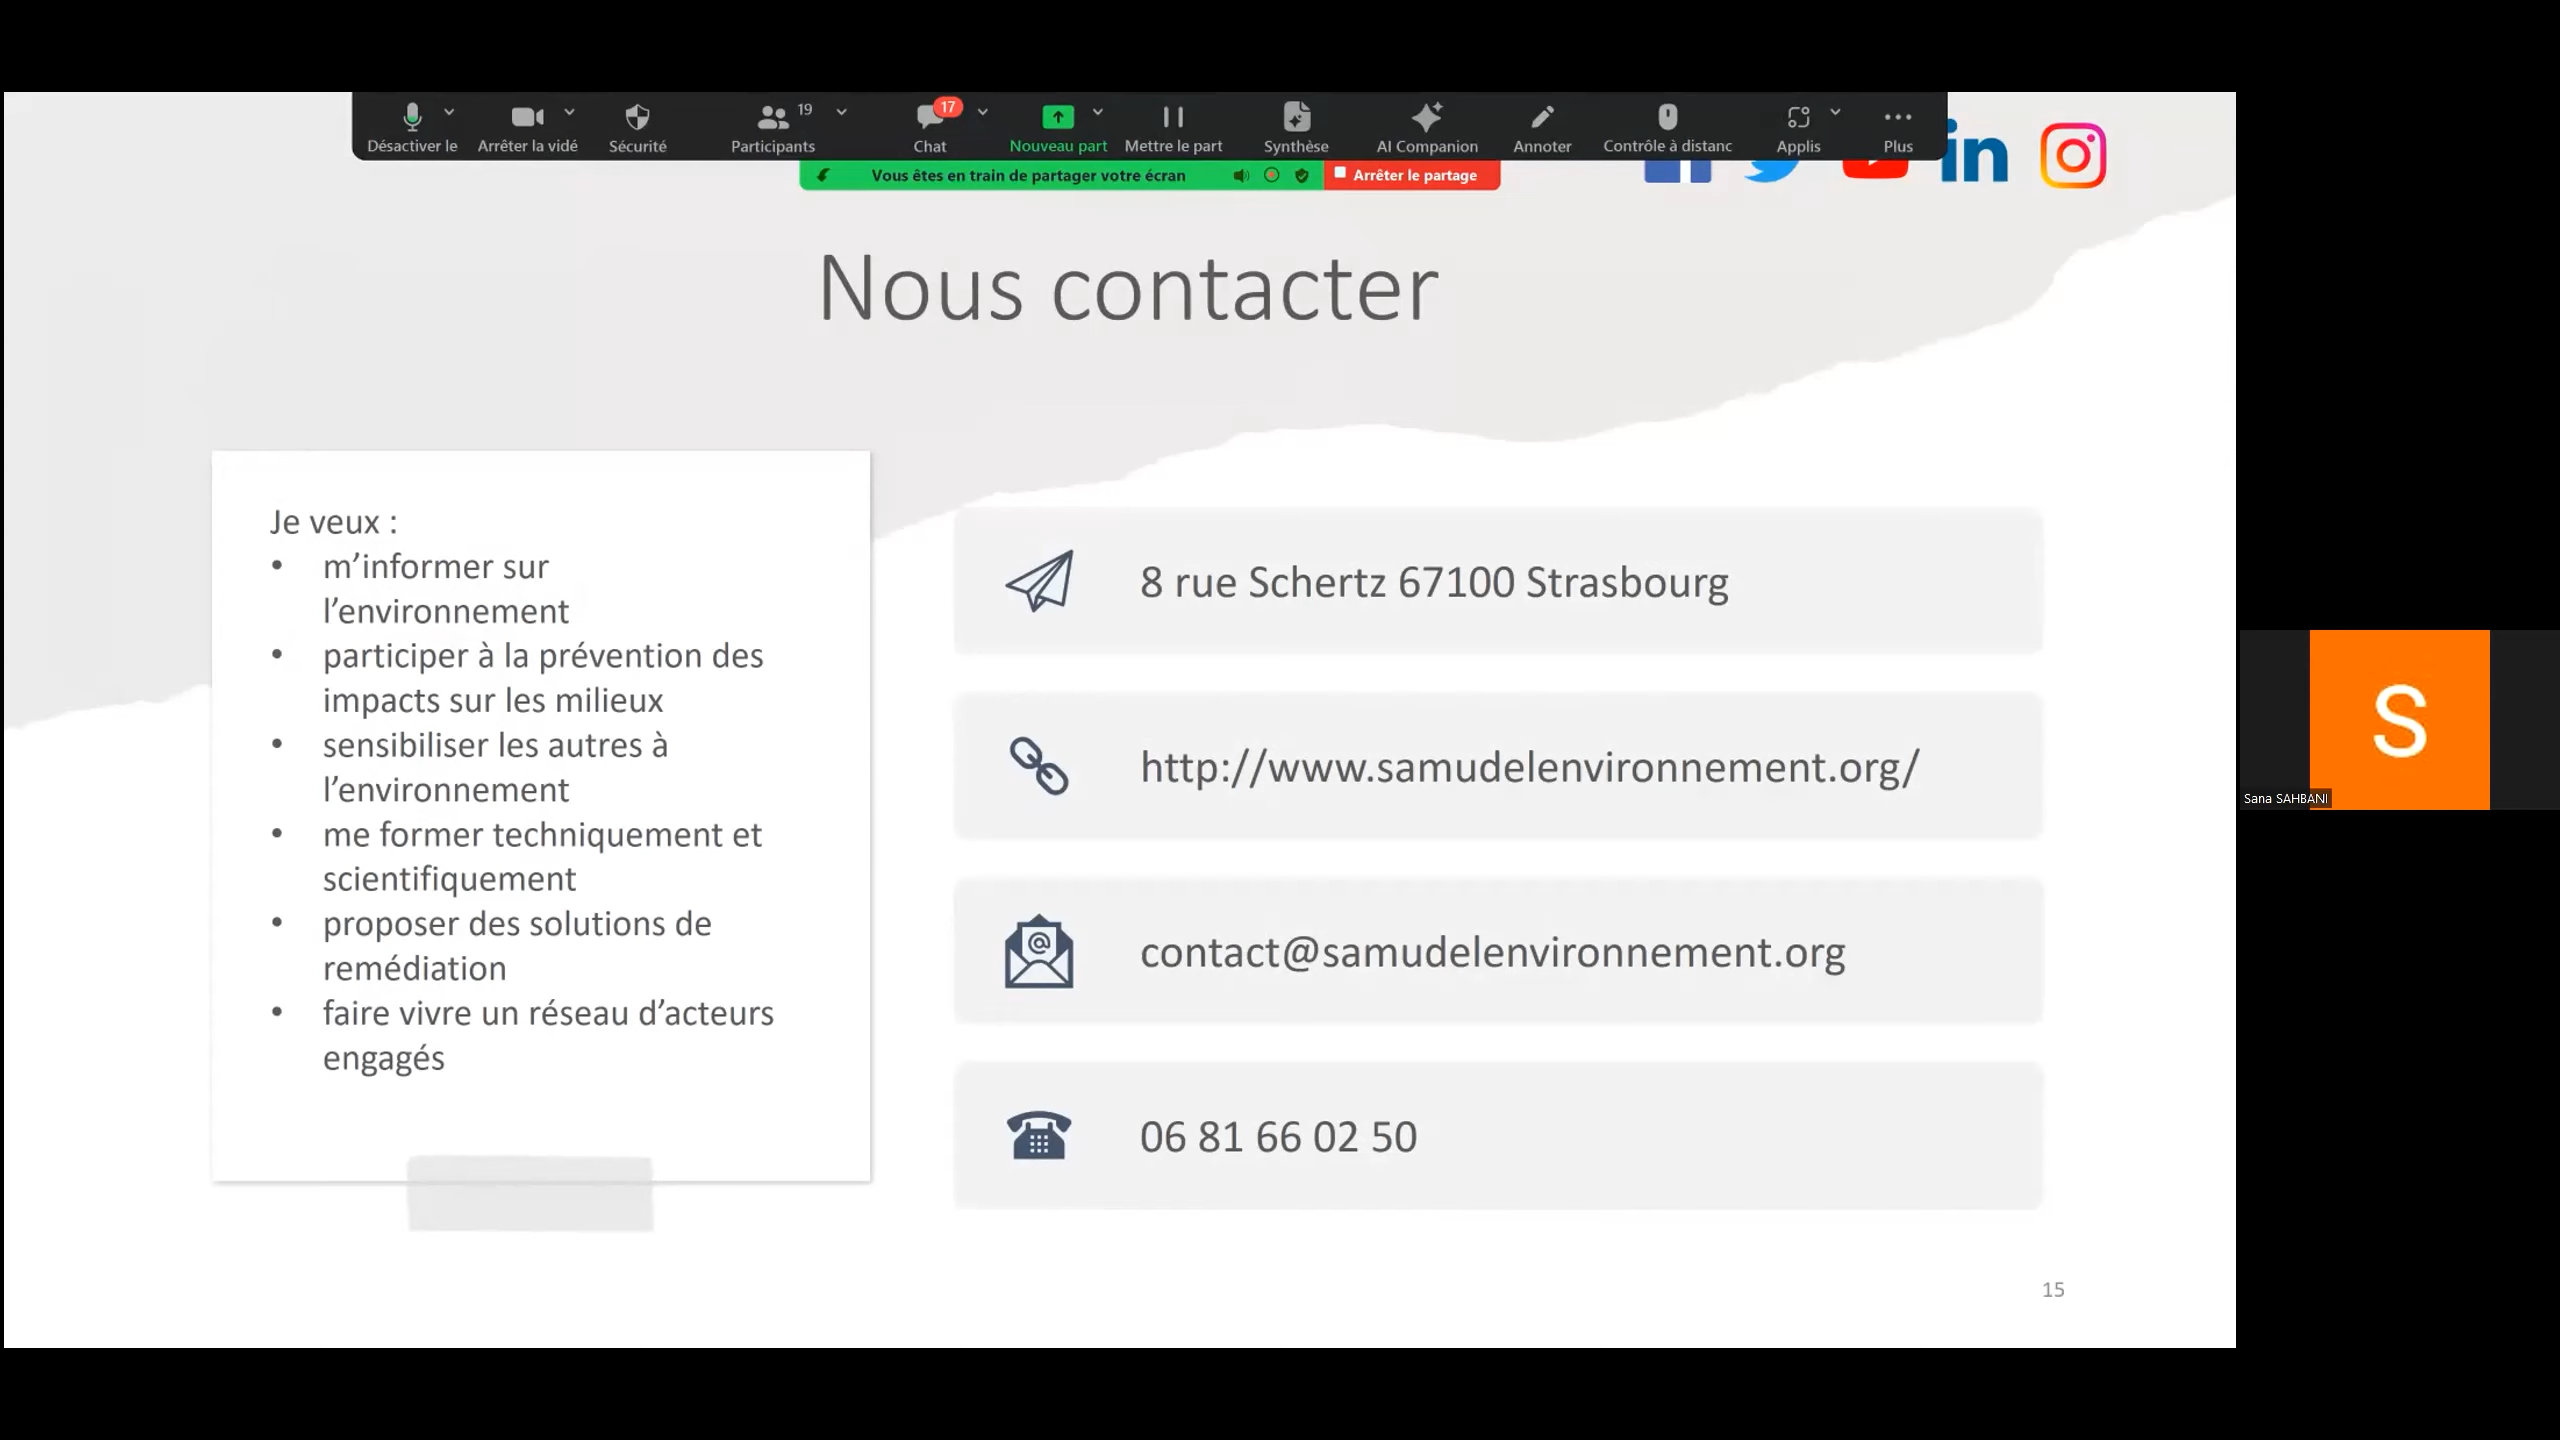 Désactiver le
Arrêter la vidé
Sécurité
Participants
19
Chat
17
Nouveau part
Mettre le part
Synthèse
AI Companion
Annoter
Contrôle à distanc
Applis
Plus
Vous êtes en train de partager votre écran
Arrêter le partage
in
Nous contacter
Je veux :
• m’informer sur
l’environnement
• participer à la prévention des
impacts sur les milieux
• sensibiliser les autres à
l’environnement
• me former techniquement et
scientifiquement
• proposer des solutions de
remédiation
• faire vivre un réseau d’acteurs
engagés
8 rue Schertz 67100 Strasbourg
http://www.samudelenvironnement.org/
contact@samudelenvironnement.org
06 81 66 02 50
15
S
Sana SAHBANI